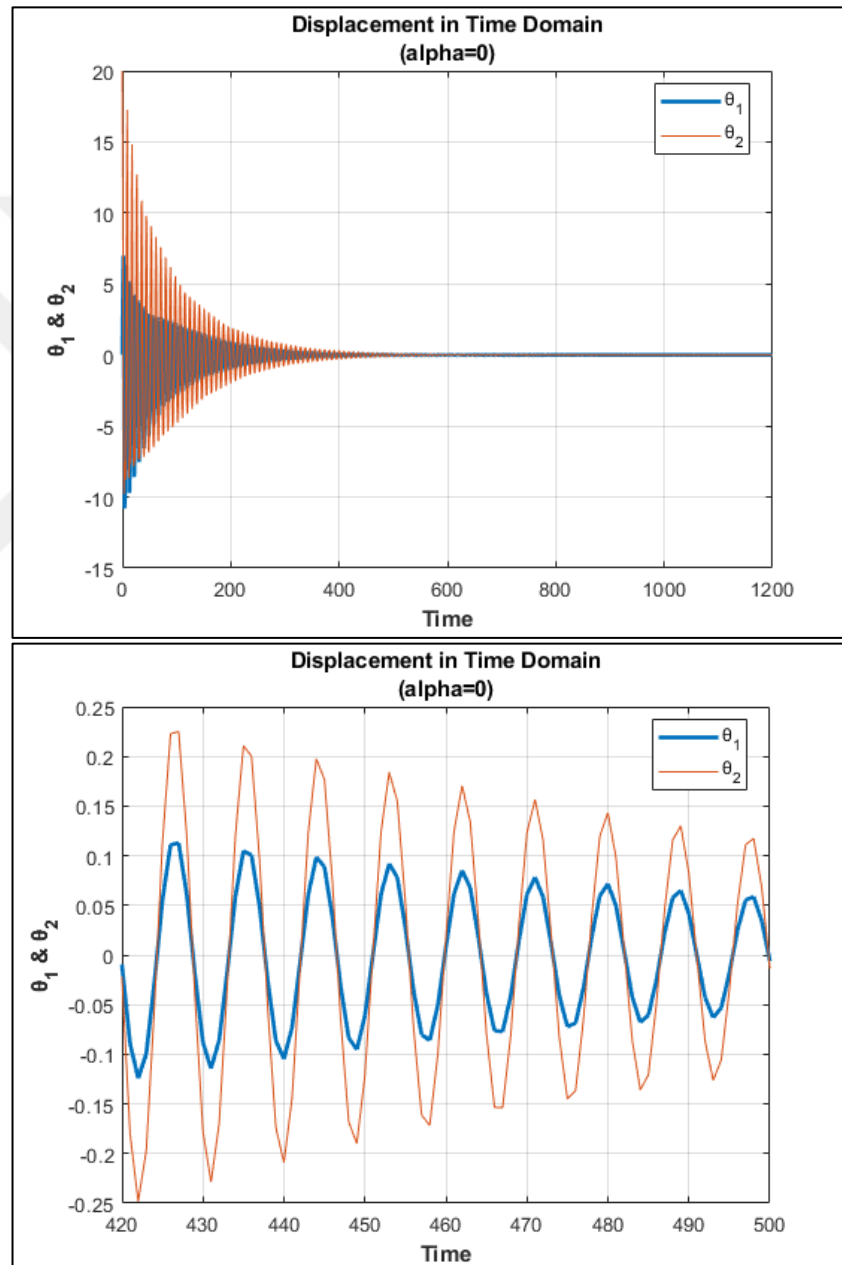 Displacement in Time Domain
(alpha=0)
θ1 & θ2
20
15
10
5
0
-5
-10
-15
0 200 400 600 800 1000 1200
Time
θ1
θ2
Displacement in Time Domain
(alpha=0)
θ1 & θ2
0.25
0.2
0.15
0.1
0.05
0
-0.05
-0.1
-0.15
-0.2
-0.25
420 430 440 450 460 470 480 490 500
Time
θ1
θ2